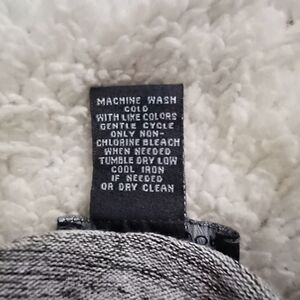 MACHINE WASH
COLD
WITH LIKE COLORS
GENTLE CYCLE
ONLY NON-
CHLORINE BLEACH
WHEN NEEDED
TUMBLE DRY LOW
COOL IRON
IF NEEDED
OR DRY CLEAN